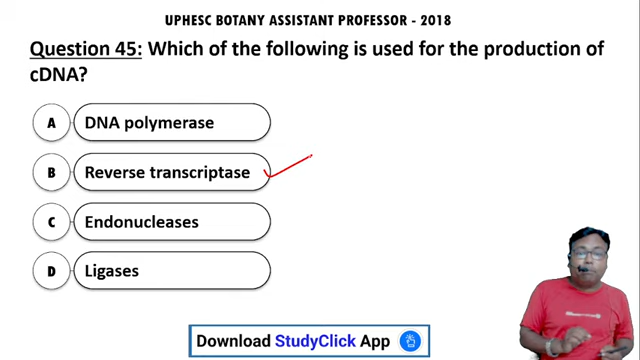 UPHESC BOTANY ASSISTANT PROFESSOR - 2018
Question 45: Which of the following is used for the production of
cDNA?
A DNA polymerase
B Reverse transcriptase
C Endonucleases
D Ligases
Download StudyClick App